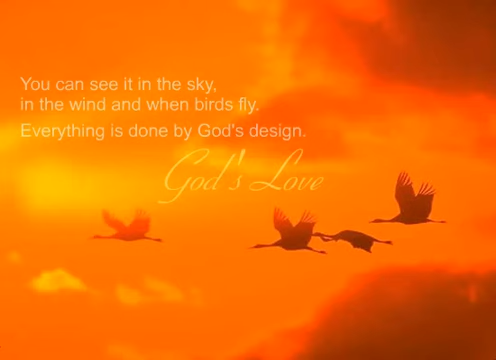 You can see it in the sky,
in the wind and when birds fly.
Everything is done by God's design.
God's Love